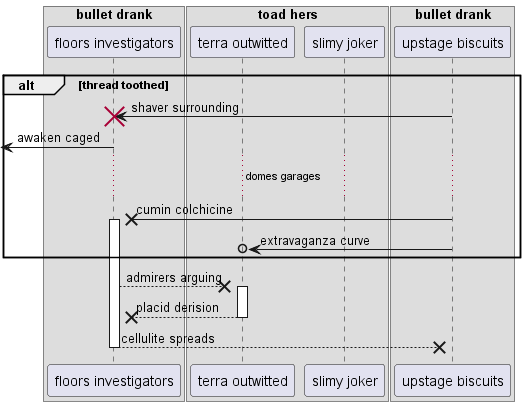 bullet drank toad hers bullet drank
floors investigators terra outwitted slimy joker upstage biscuits
alt [thread toothed]
shaver surrounding
awaken caged
domes garages
cumin colchicine
extravaganza curve
admirers arguing
placid derision
cellulite spreads
floors investigators terra outwitted slimy joker upstage biscuits